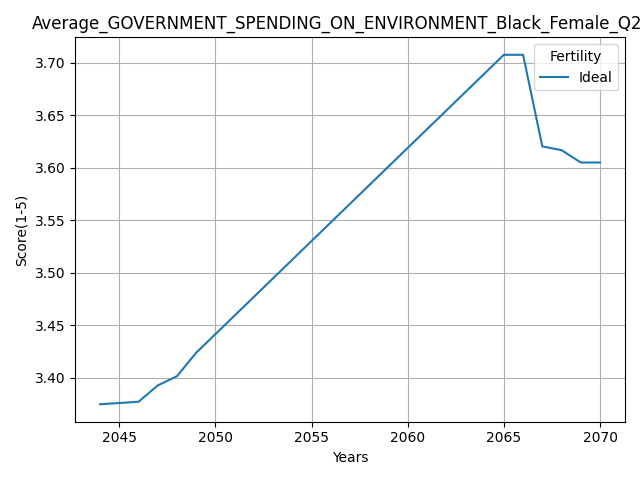 Average_GOVERNMENT_SPENDING_ON_ENVIRONMENT_Black_Female_Q2
Fertility
Ideal
Score(1-5)
3.70
3.65
3.60
3.55
3.50
3.45
3.40
2045 2050 2055 2060 2065 2070
Years